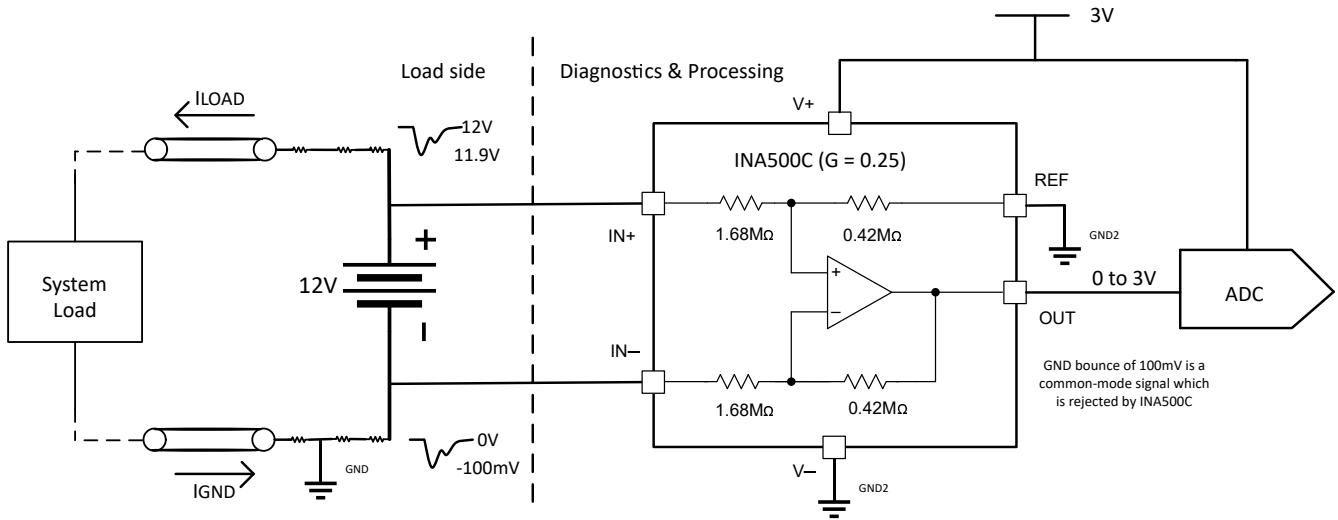 3V
Load side
Diagnostics & Processing
ILOAD
V+
12V
11.9V
INA500C (G = 0.25)
REF
IN+
1.68MΩ
0.42MΩ
GND2
+
12V
System
Load
+
−
0 to 3V
ADC
OUT
IN−
1.68MΩ
0.42MΩ
GND bounce of 100mV is a
common-mode signal which
is rejected by INA500C
0V
-100mV
GND
IGND
V−
GND2